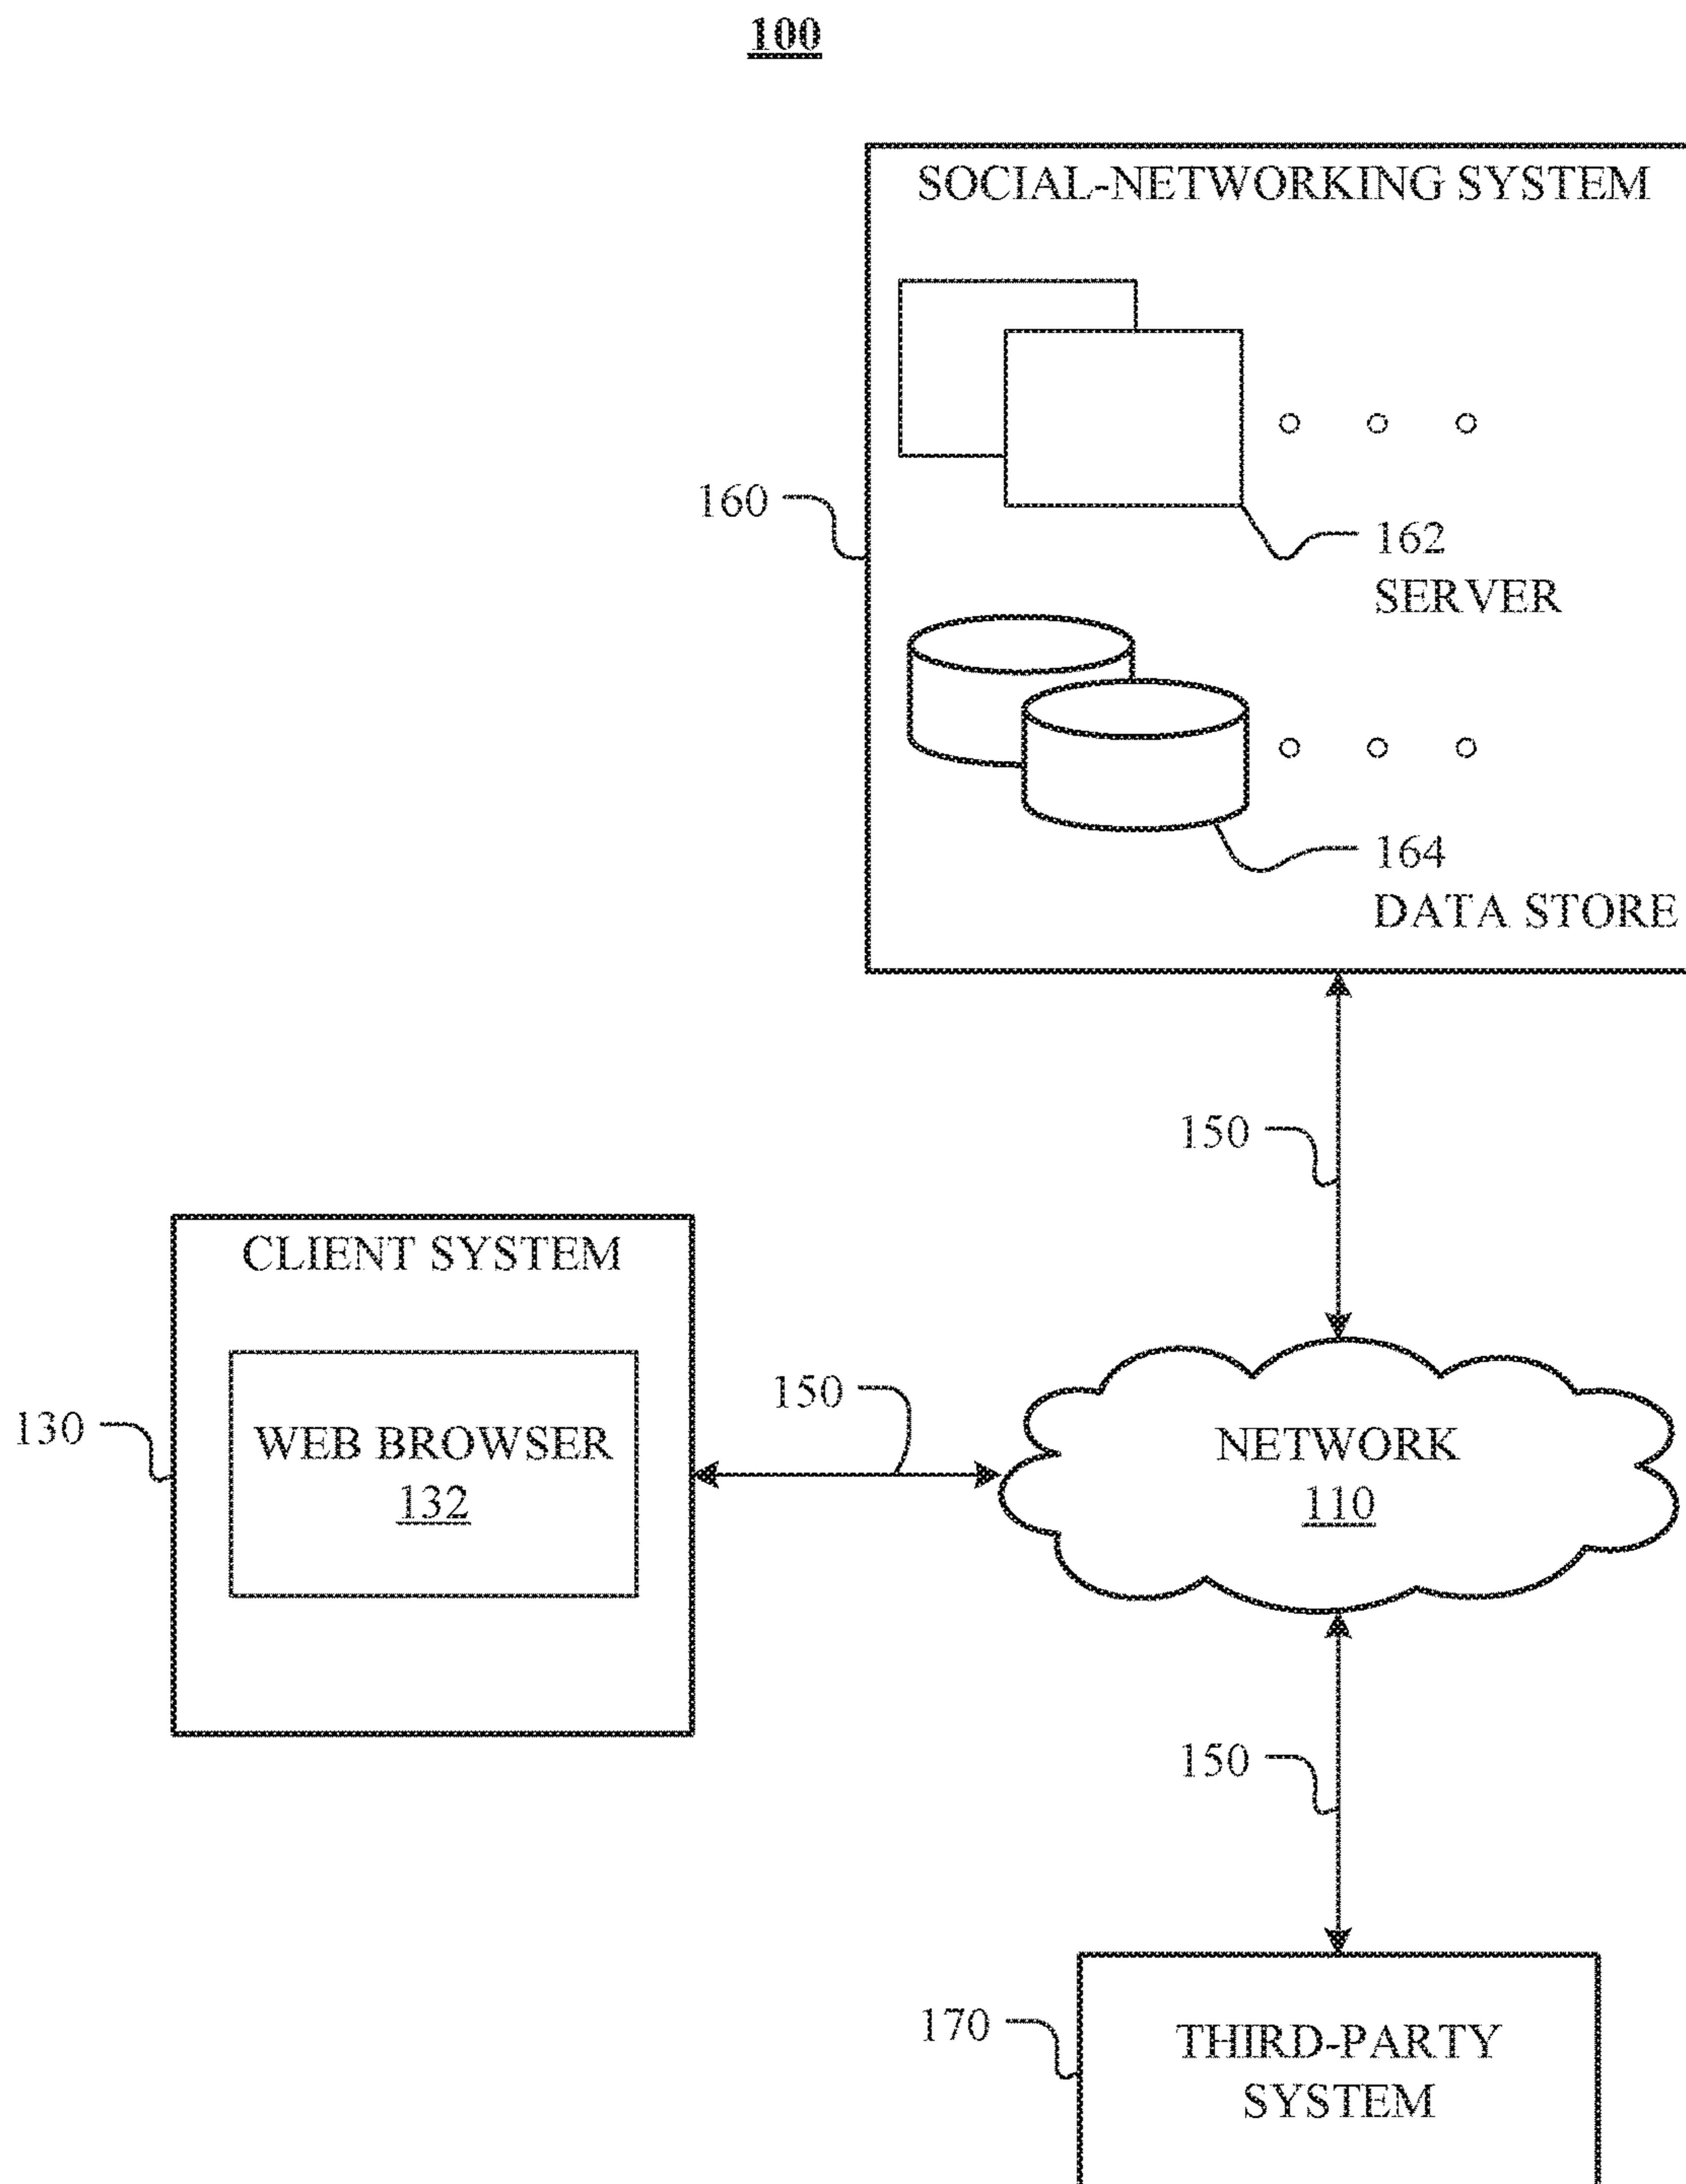 100
SOCIAL-NETWORKING SYSTEM
160
162
SERVER
164
DATA STORE
150
CLIENT SYSTEM
130
WEB BROWSER
132
150
NETWORK
110
150
170
THIRD-PARTY
SYSTEM